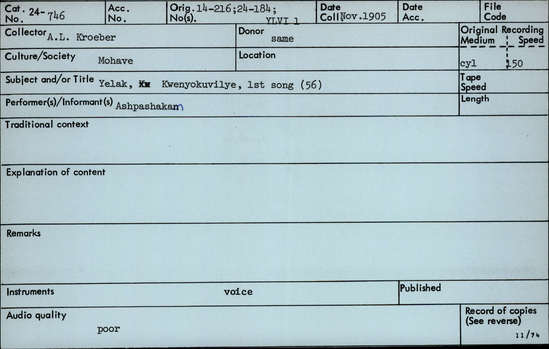 Cat. No. 24-746 Acc. No. Orig. No(s). 14-216;24-184; YLVI 1 Date Coll. Nov.1905 Date Acc. File Code
Collector A.L. Kroeber Donor same Original Recording Medium Speed
Culture/Society Mohave Location cyl 150
Subject and/or Title Yelak, Kwenyokuvilye, 1st song (56) Tape Speed
Performer(s)/Informant(s) Ashpashakam Length
Traditional context
Explanation of content
Remarks
Instruments voice Published
Audio quality poor Record of copies (See reverse) 11/74